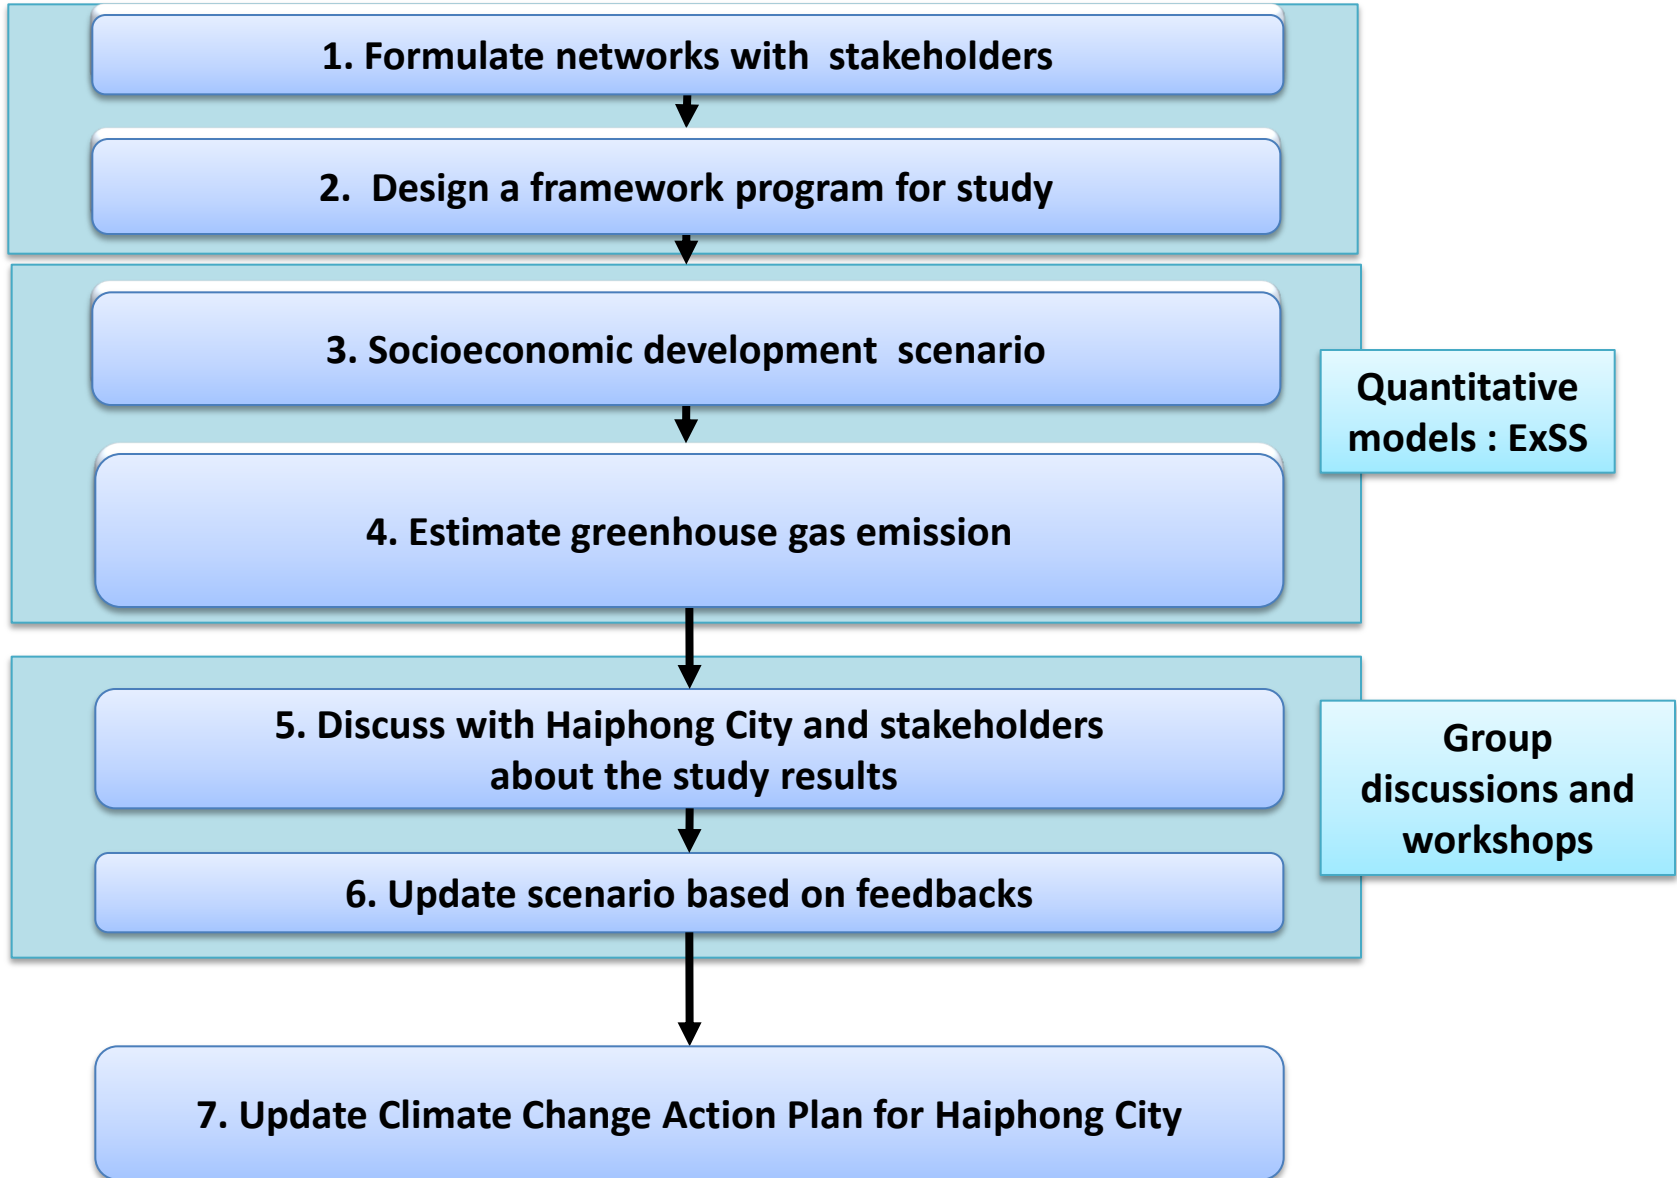 1. Formulate networks with stakeholders
2. Design a framework program for study
3. Socioeconomic development scenario
Quantitative
models : ExSS
4. Estimate greenhouse gas emission
5. Discuss with Haiphong City and stakeholders
about the study results
Group
discussions and
workshops
6. Update scenario based on feedbacks
7. Update Climate Change Action Plan for Haiphong City